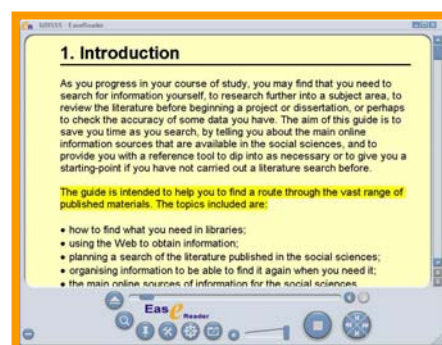 EaseReader
1. Introduction
As you progress in your course of study, you may find that you need to
search for information yourself, to research further into a subject area, to
review the literature before beginning a project or dissertation, or perhaps
to check the accuracy of some data you have. The aim of this guide is to
save you time as you search, by telling you about the main online
information sources that are available in the social sciences, and to
provide you with a reference tool to dip into as necessary or to give you a
starting-point if you have not carried out a literature search before.
The guide is intended to help you to find a route through the vast range of
published materials. The topics included are:
• how to find what you need in libraries;
• using the Web to obtain information;
• planning a search of the literature published in the social sciences;
• organising information to be able to find it again when you need it;
• the main online sources of information for the social sciences
Ease Reader